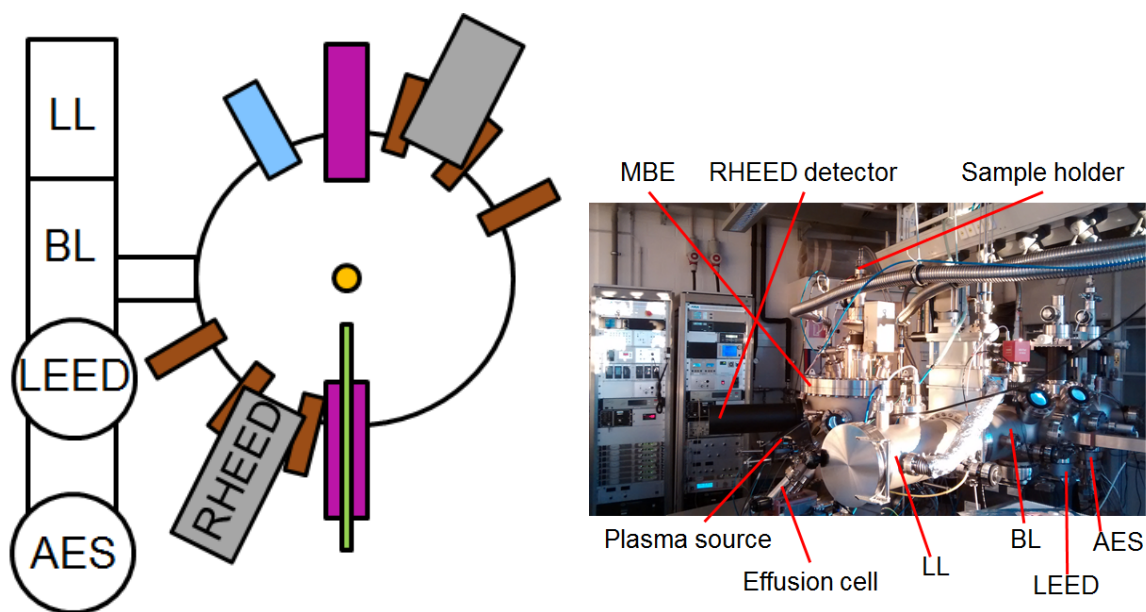 LL
BL
LEED
AES
RHEED
MBE
RHEED detector
Sample holder
Plasma source
Effusion cell
LL
BL
LEED
AES